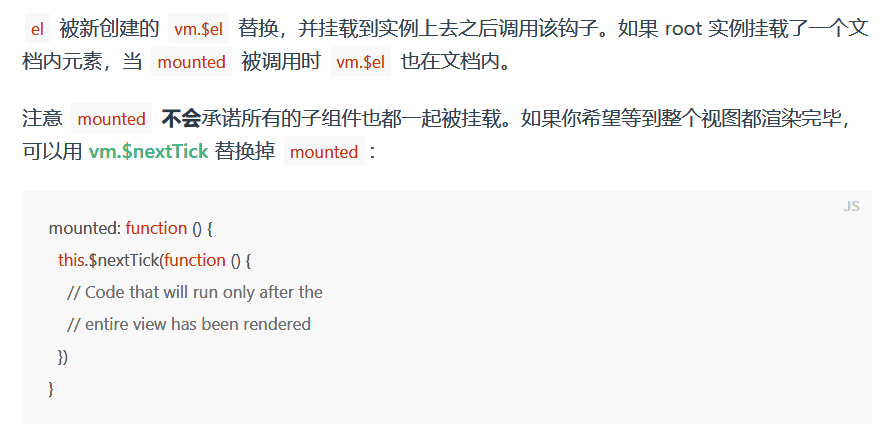 el 被新创建的 vm.$el 替换，并挂载到实例上去之后调用该钩子。如果 root 实例挂载了一个文
档内元素，当 mounted 被调用时 vm.$el 也在文档内。
注意 mounted 不会承诺所有的子组件也都一起被挂载。如果你希望等到整个视图都渲染完毕，
可以用 vm.$nextTick 替换掉 mounted：
JS
mounted: function () {
  this.$nextTick(function () {
    // Code that will run only after the
    // entire view has been rendered
  })
}